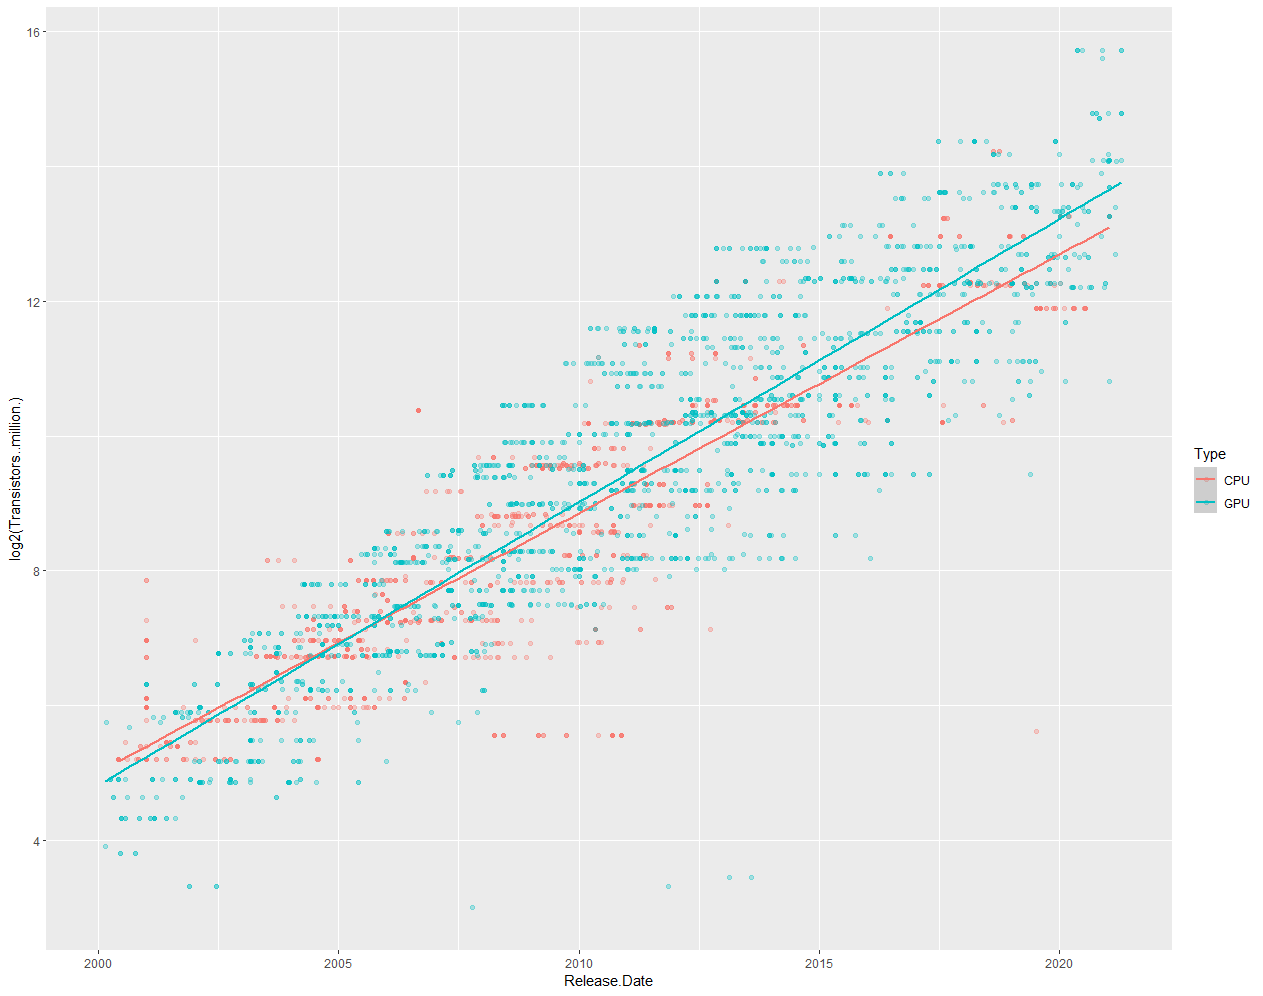 16
12
8
4
log2(Transistors..million.)
2000 2005 2010 2015 2020
Release.Date
Type
CPU
GPU